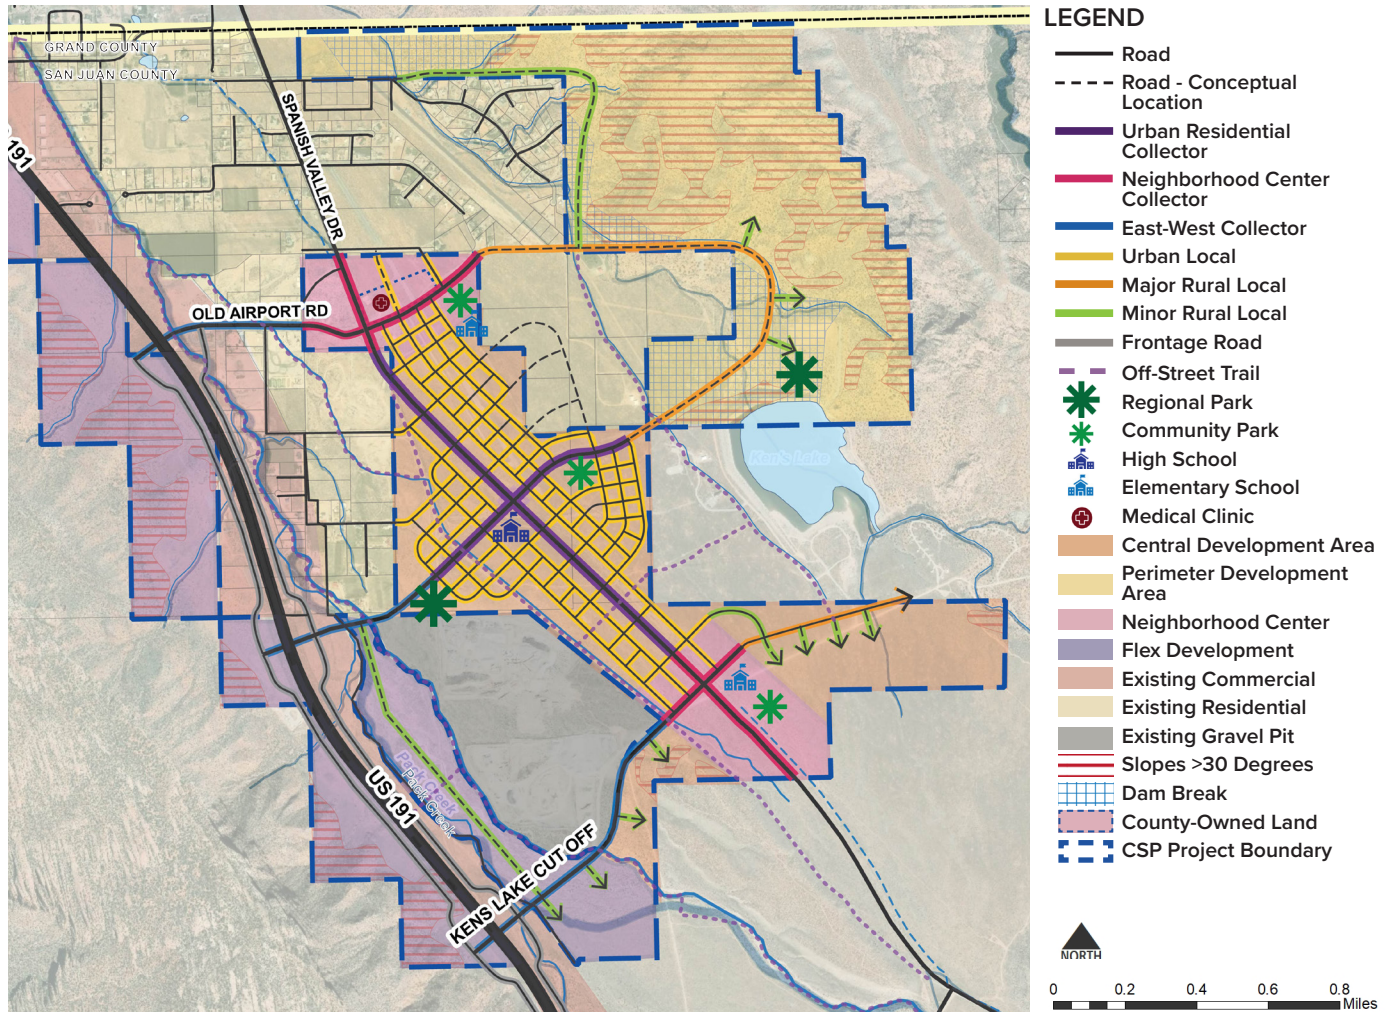 GRAND COUNTY
SAN JUAN COUNTY
191
SPANISH VALLEY DR
OLD AIRPORT RD
Ken's Lake
Pack Creek
Pack Creek
US 191
KENS LAKE CUT OFF
LEGEND
Road
Road - Conceptual
Location
Urban Residential
Collector
Neighborhood Center
Collector
East-West Collector
Urban Local
Major Rural Local
Minor Rural Local
Frontage Road
Off-Street Trail
Regional Park
Community Park
High School
Elementary School
Medical Clinic
Central Development Area
Perimeter Development
Area
Neighborhood Center
Flex Development
Existing Commercial
Existing Residential
Existing Gravel Pit
Slopes >30 Degrees
Dam Break
County-Owned Land
CSP Project Boundary
NORTH
0 0.2 0.4 0.6 0.8
Miles